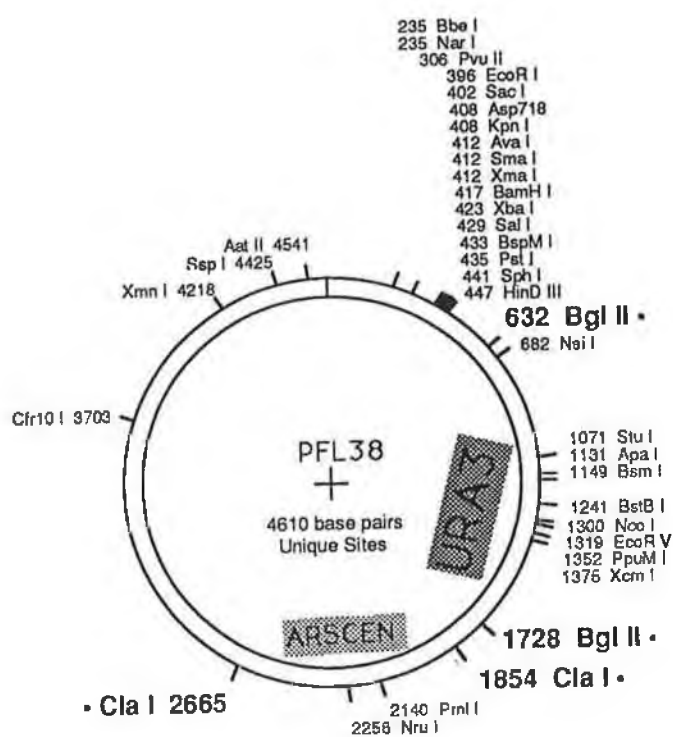 235 Bbe I
235 Nar I
306 Pvu II
396 EcoR I
402 Sac I
408 Asp718
408 Kpn I
412 Ava I
412 Sma I
412 Xma I
417 BamH I
423 Xba I
429 Sal I
433 BspM I
435 Pst I
441 Sph I
447 HinD III
632 Bgl II •
682 Nsi I
Aat II 4541
Ssp I 4425
Xmn I 4218
Cfr10 I 3703
PFL38
4610 base pairs
Unique Sites
URA3
ARSCEN
1071 Stu I
1131 Apa I
1149 Bsm I
1241 BstB I
1300 Nco I
1319 EcoR V
1352 PpuM I
1376 Xcm I
1728 Bgl II •
1854 Cla I •
2140 Pml I
2256 Nru I
• Cla I 2665